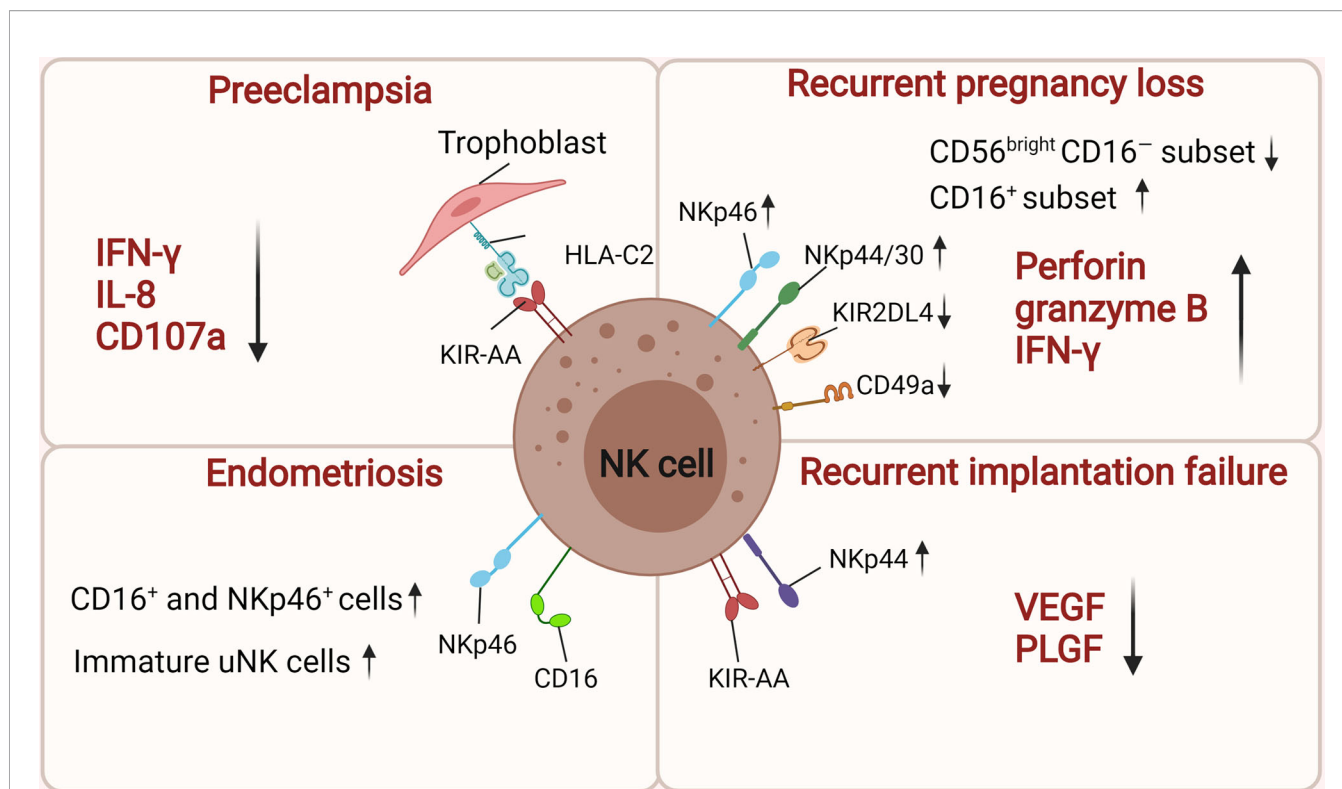 Preeclampsia
Trophoblast
HLA-C2
KIR-AA
IFN-γ
IL-8
CD107a
Recurrent pregnancy loss
CD56bright CD16− subset ↓
CD16+ subset ↑
NKp46 ↑
NKp44/30 ↑
KIR2DL4 ↓
CD49a ↓
Perforin
granzyme B
IFN-γ
NK cell
Endometriosis
CD16+ and NKp46+ cells ↑
Immature uNK cells ↑
NKp46
CD16
Recurrent implantation failure
NKp44 ↑
KIR-AA
VEGF
PLGF